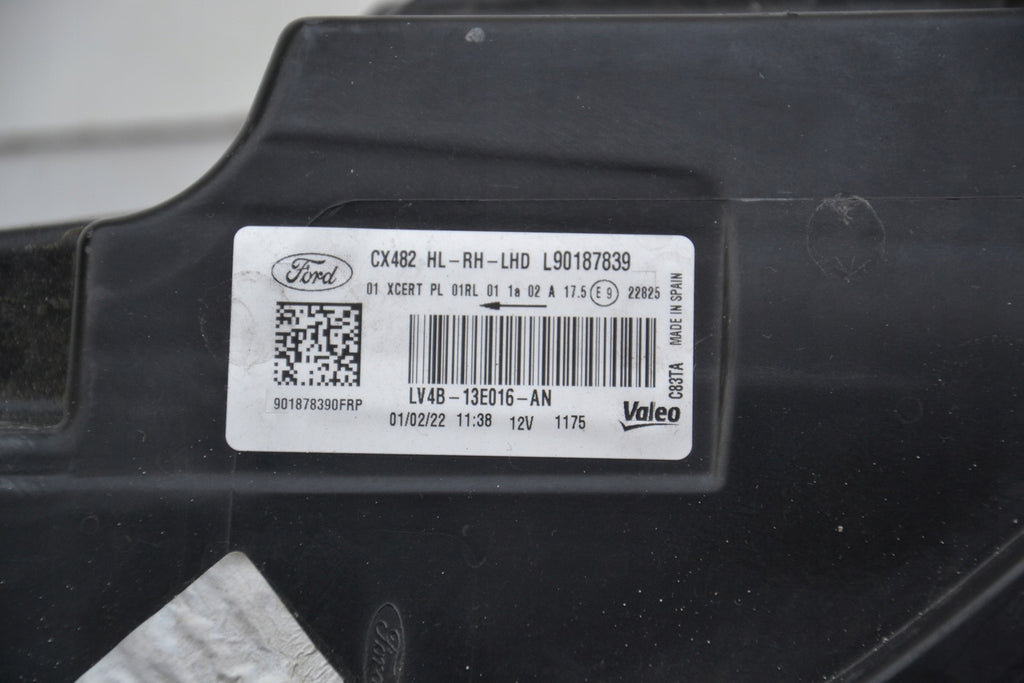 Ford
CX482 HL-RH-LHD L90187839
01 XCERT PL 01RL 01 1a 02 A 17.5 E9 22825
901878390FRP
LV4B-13E016-AN
01/02/22 11:38 12V 1175
Valeo
C83TA MADE IN SPAIN
Ford